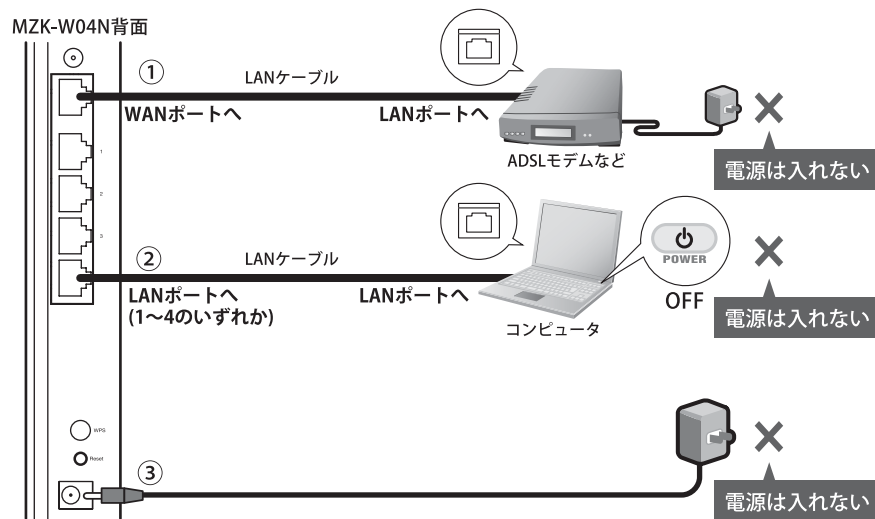 MZK-W04N背面
① LANケーブル
WANポートへ LANポートへ
ADSLモデムなど
電源は入れない
1
2
3
② LANケーブル
LANポートへ LANポートへ
(1～4のいずれか)
コンピュータ
POWER
OFF
電源は入れない
WPS
Reset
③
電源は入れない